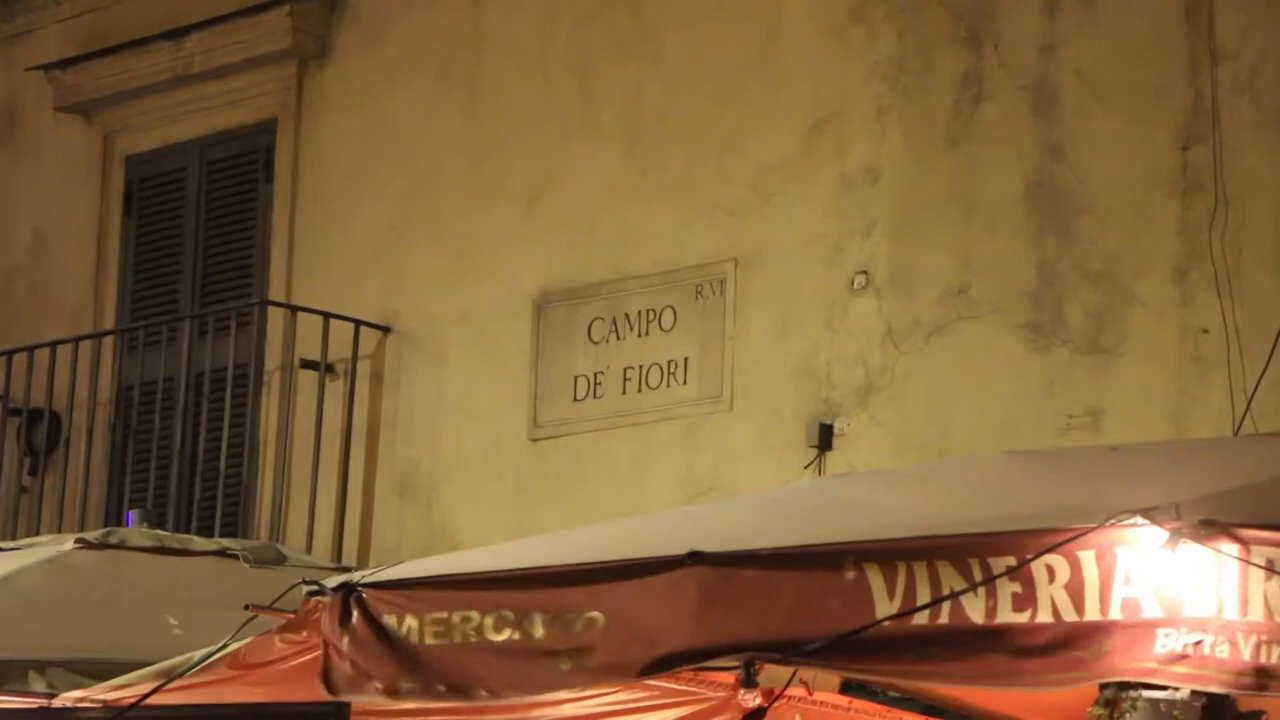 R.VI
CAMPO
DE' FIORI
MERCATO
VINERIA
Birra